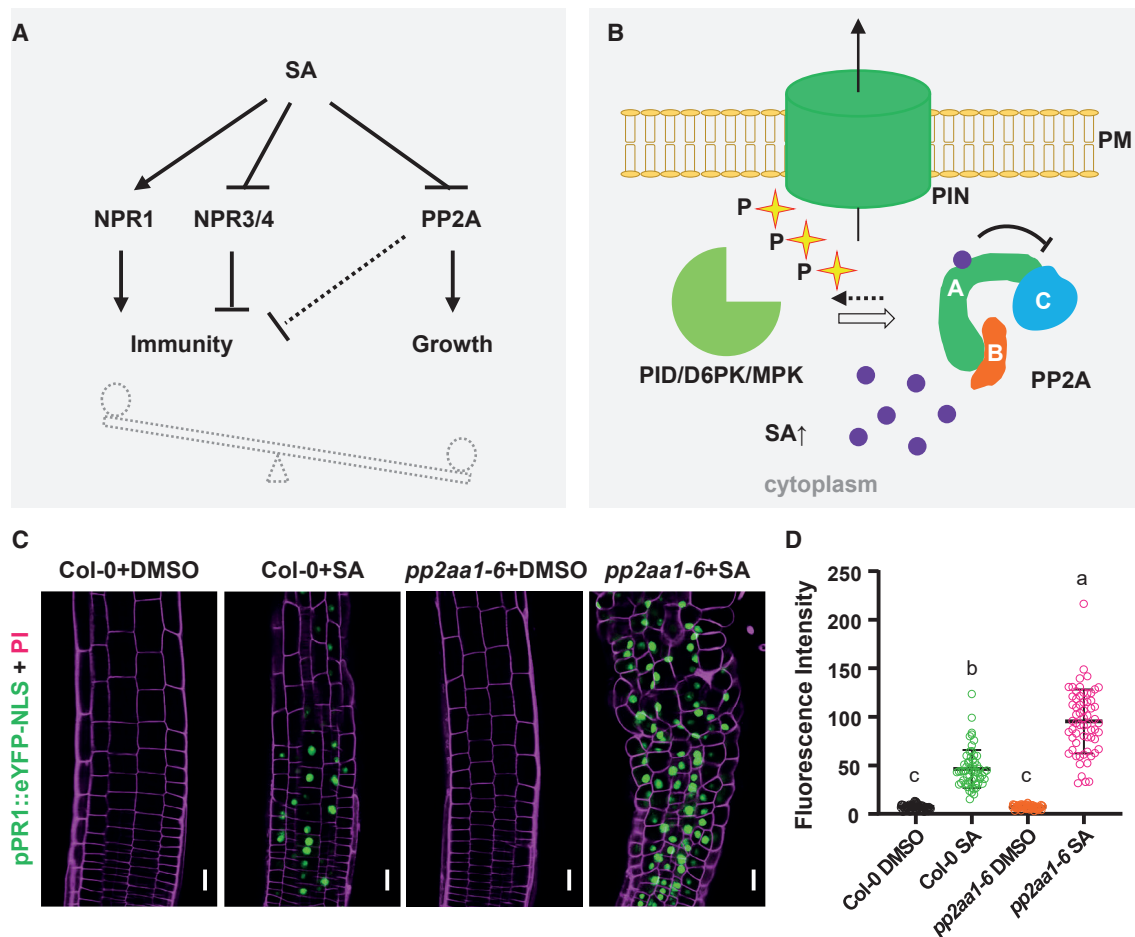 A
SA
NPR1 NPR3/4 PP2A
Immunity Growth
B
PM
PIN
P
P
P
A
C
B
PID/D6PK/MPK
PP2A
SA↑
cytoplasm
C
Col-0+DMSO Col-0+SA pp2aa1-6+DMSO pp2aa1-6+SA
pPR1::eYFP-NLS + PI
D
Fluorescence Intensity
250
200
150
100
50
0
c
b
c
a
Col-0 DMSO
Col-0 SA
pp2aa1-6 DMSO
pp2aa1-6 SA